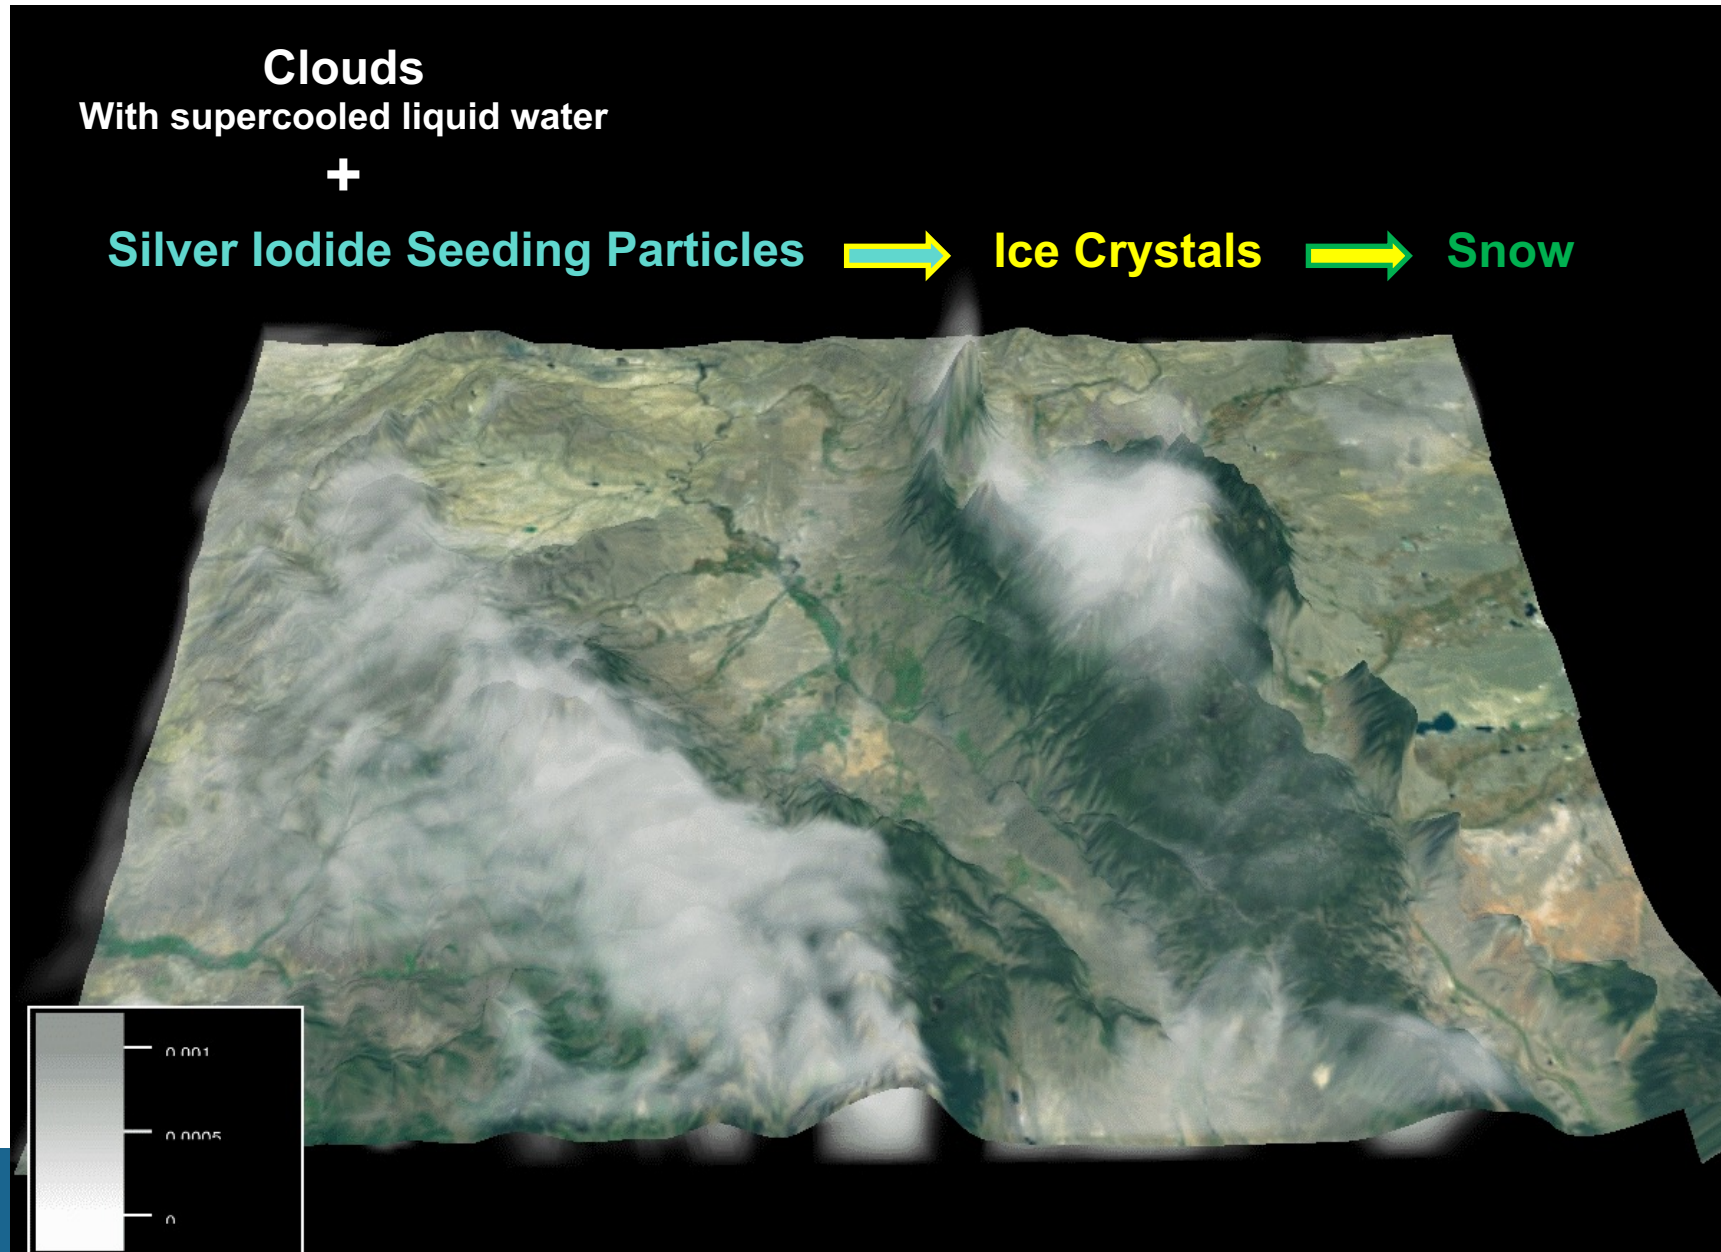 Clouds
With supercooled liquid water
+
Silver Iodide Seeding Particles Ice Crystals Snow
0.001
0.0005
0